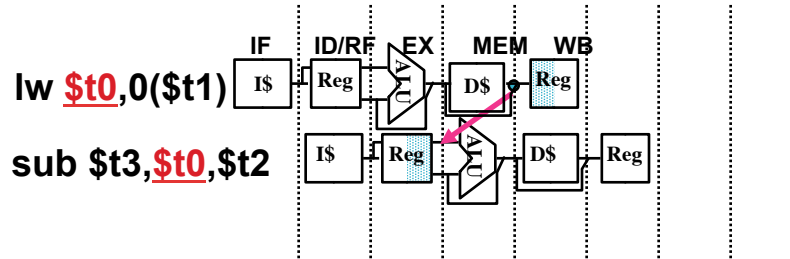 IF ID/RF EX MEM WB
lw $t0,0($t1) I$ Reg ALU D$ Reg
sub $t3,$t0,$t2 I$ Reg ALU D$ Reg